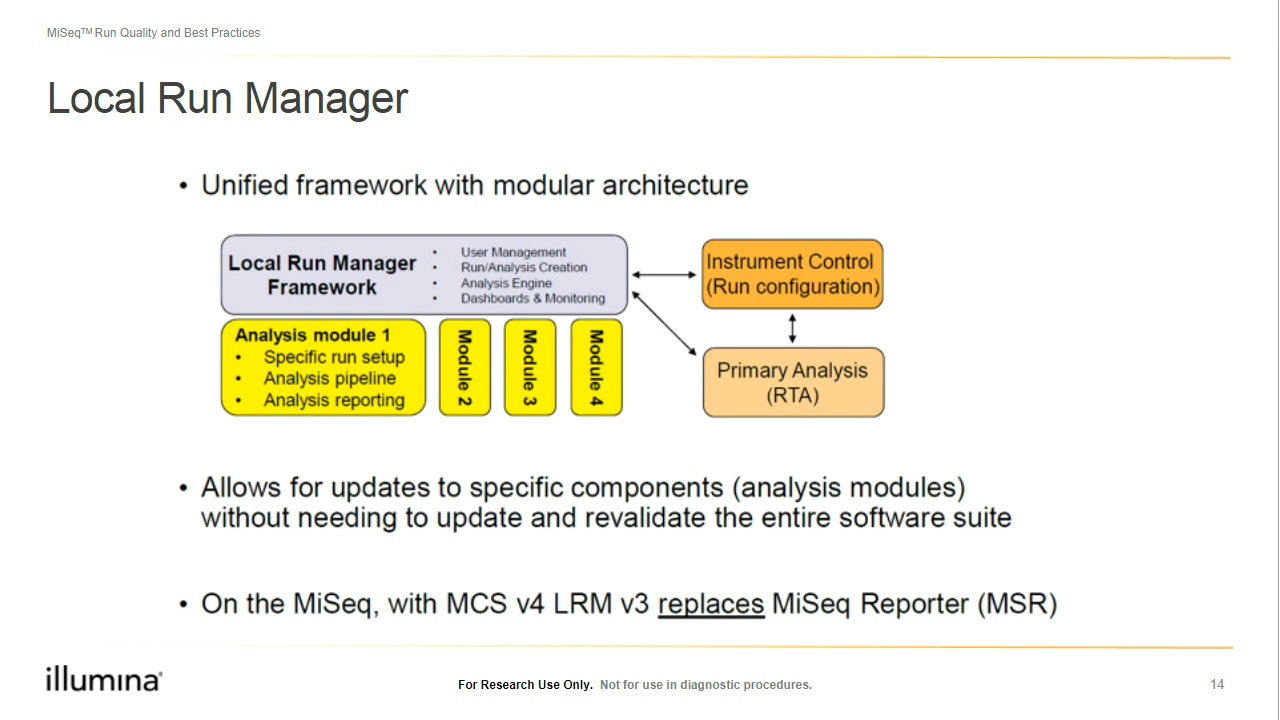 MiSeq™ Run Quality and Best Practices
Local Run Manager
• Unified framework with modular architecture
Local Run Manager
Framework
• User Management
• Run/Analysis Creation
• Analysis Engine
• Dashboards & Monitoring
Instrument Control
(Run configuration)
Analysis module 1
• Specific run setup
• Analysis pipeline
• Analysis reporting
Module 2
Module 3
Module 4
Primary Analysis
(RTA)
• Allows for updates to specific components (analysis modules)
without needing to update and revalidate the entire software suite
• On the MiSeq, with MCS v4 LRM v3 replaces MiSeq Reporter (MSR)
illumina®
For Research Use Only. Not for use in diagnostic procedures.
14